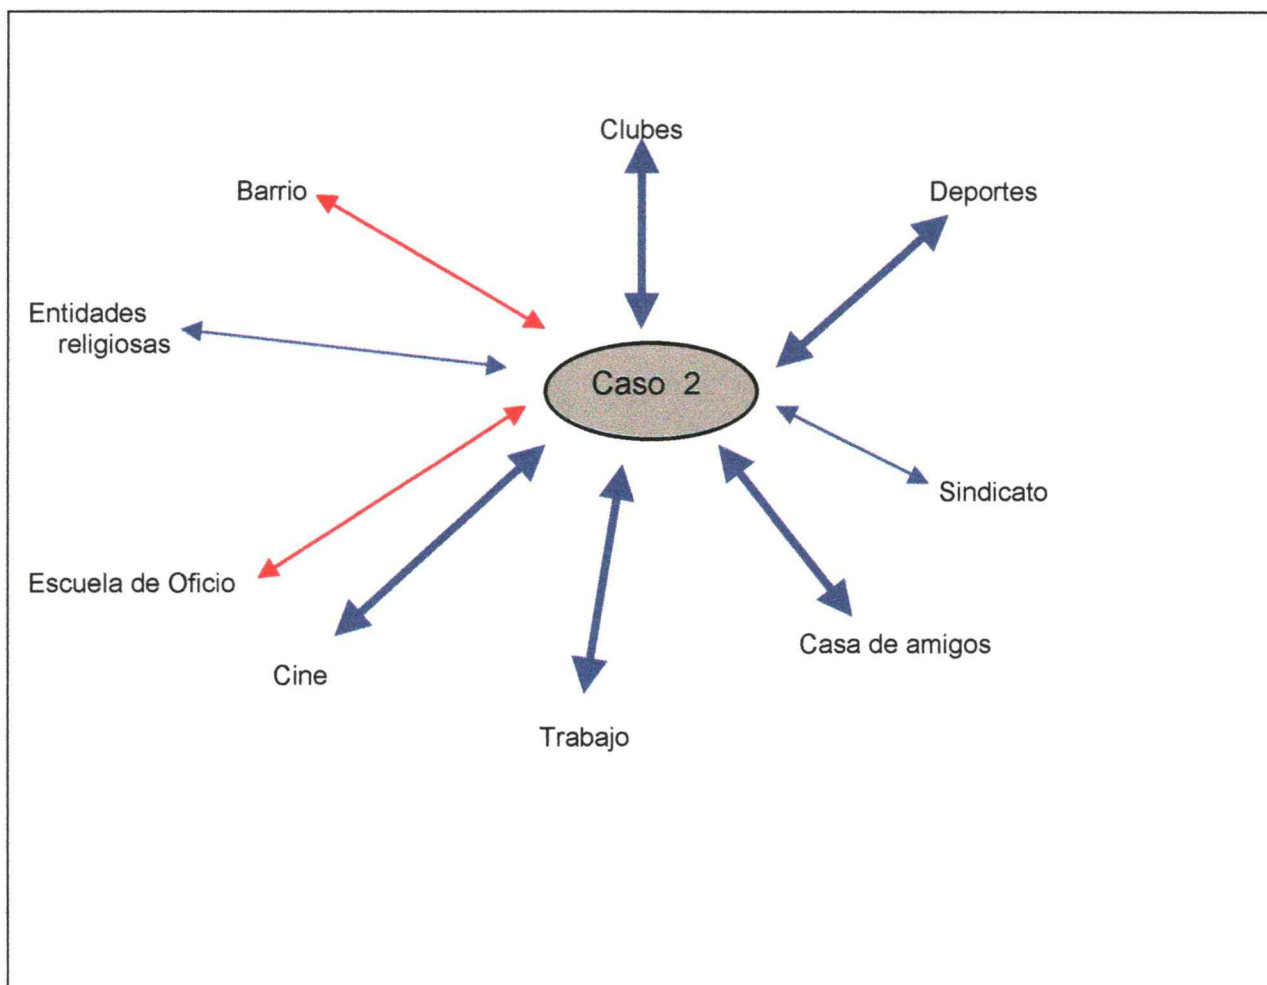 Clubes
Barrio
Deportes
Entidades
religiosas
Caso 2
Sindicato
Escuela de Oficio
Casa de amigos
Cine
Trabajo